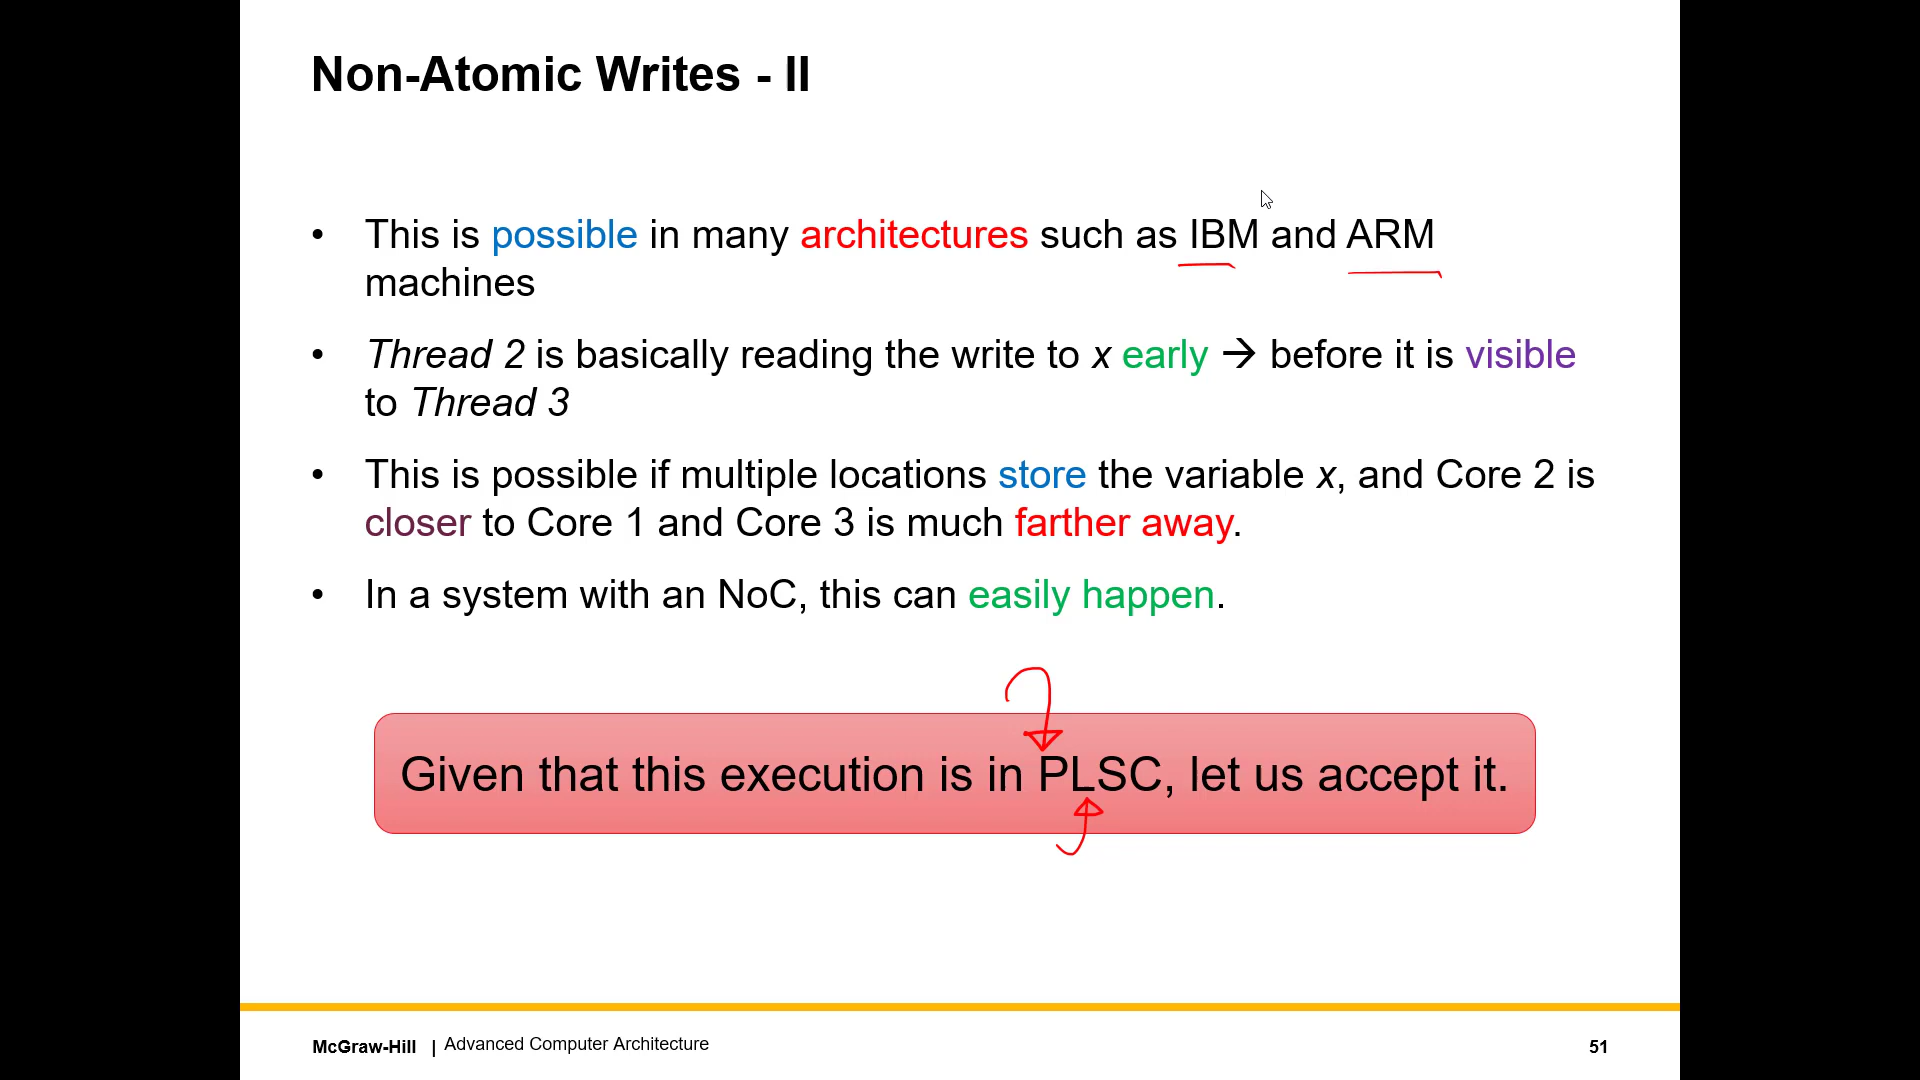 Non-Atomic Writes - II
• This is possible in many architectures such as IBM and ARM
machines
• Thread 2 is basically reading the write to x early → before it is visible
to Thread 3
• This is possible if multiple locations store the variable x, and Core 2 is
closer to Core 1 and Core 3 is much farther away.
• In a system with an NoC, this can easily happen.
Given that this execution is in PLSC, let us accept it.
McGraw-Hill | Advanced Computer Architecture 51